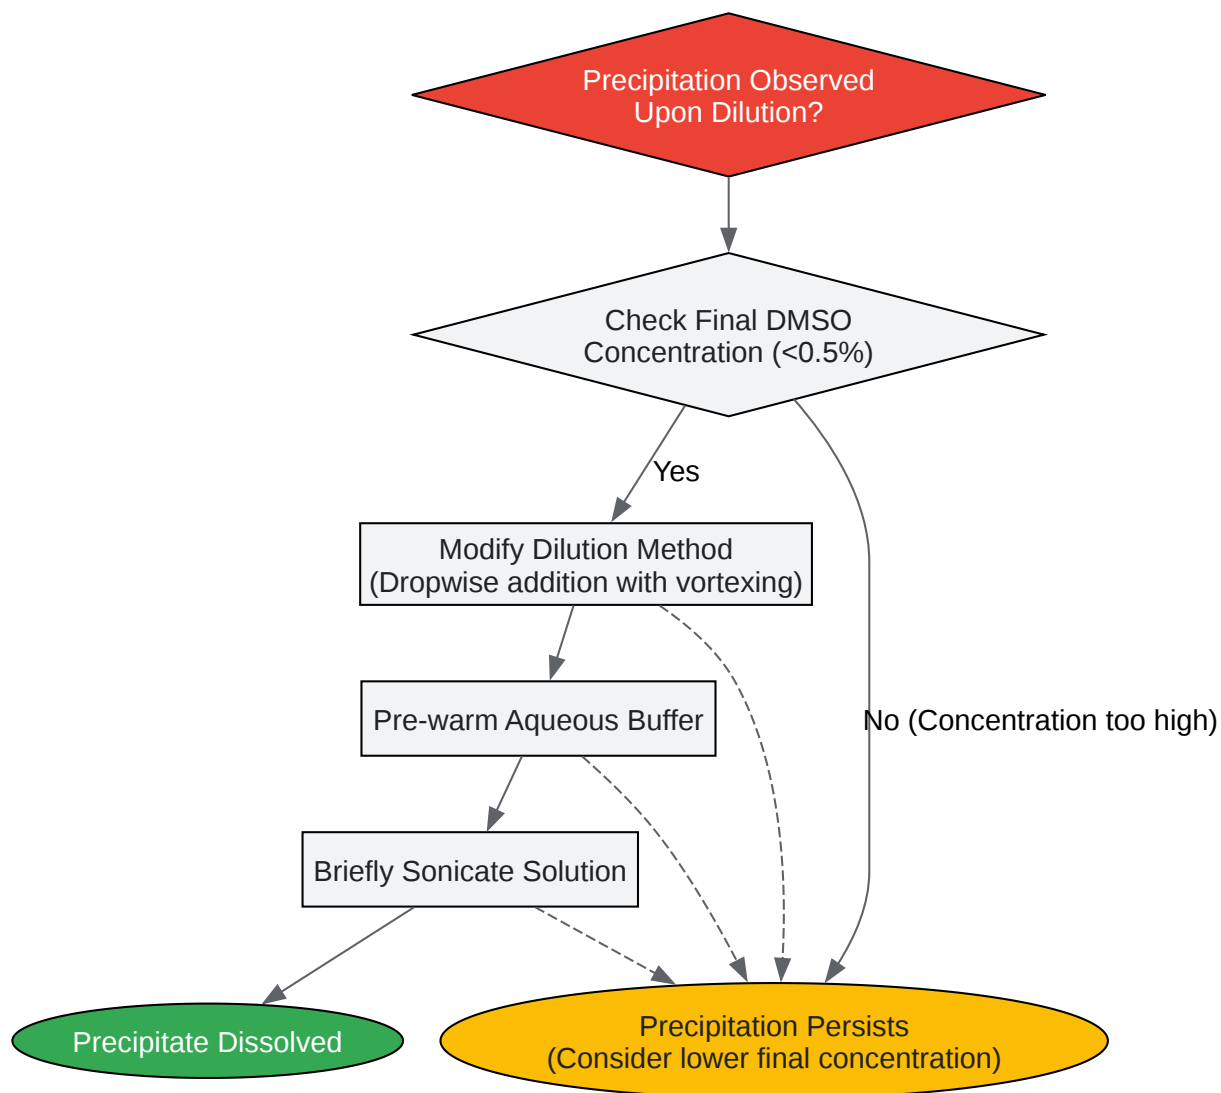 Precipitation Observed
Upon Dilution?
Check Final DMSO
Concentration (<0.5%)
Yes
Modify Dilution Method
(Dropwise addition with vortexing)
Pre-warm Aqueous Buffer
No (Concentration too high)
Briefly Sonicate Solution
Precipitate Dissolved
Precipitation Persists
(Consider lower final concentration)